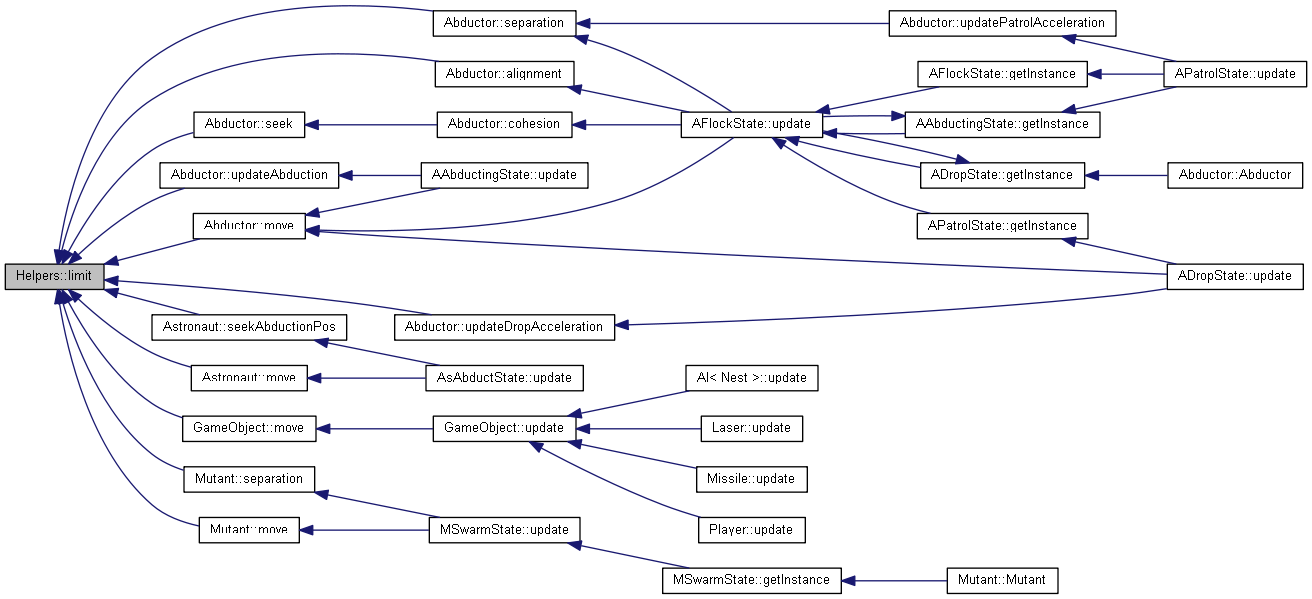 Abductor::separation
Abductor::updatePatrolAcceleration
Abductor::alignment
AFlockState::getInstance
APatrolState::update
Abductor::seek
Abductor::cohesion
AFlockState::update
AAbductingState::getInstance
Abductor::updateAbduction
AAbductingState::update
ADropState::getInstance
Abductor::Abductor
Abductor::move
APatrolState::getInstance
Helpers::limit
ADropState::update
Astronaut::seekAbductionPos
Abductor::updateDropAcceleration
Astronaut::move
AsAbductState::update
AI< Nest >::update
GameObject::move
GameObject::update
Laser::update
Mutant::separation
Missile::update
Mutant::move
MSwarmState::update
Player::update
MSwarmState::getInstance
Mutant::Mutant